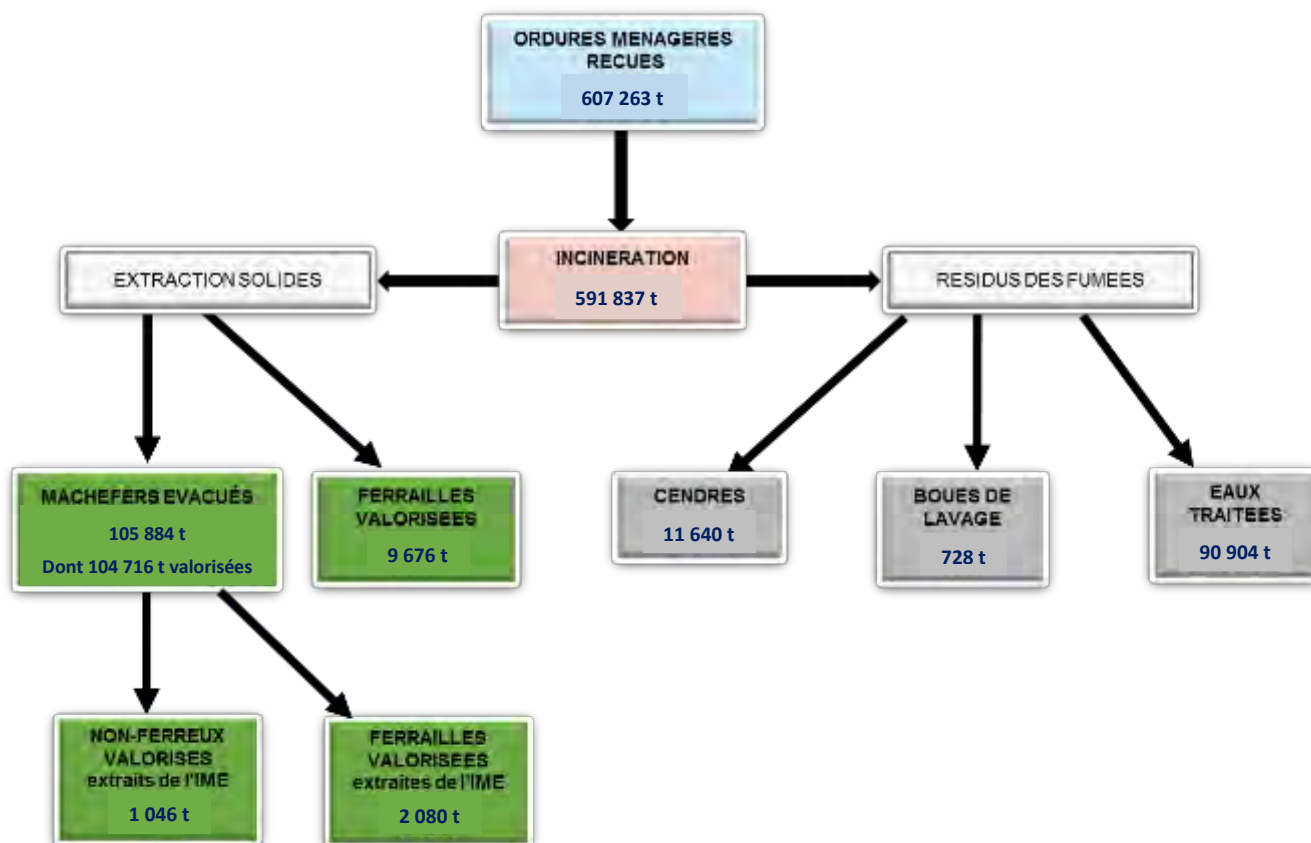 ORDURES MENAGERES
RECUES
607 263 t
INCINERATION
591 837 t
EXTRACTION SOLIDES
RESIDUS DES FUMEES
MACHEFERS EVACUÉS
105 884 t
Dont 104 716 t valorisées
FERRAILLES
VALORISEES
9 676 t
CENDRES
11 640 t
BOUES DE
LAVAGE
728 t
EAUX
TRAITEES
90 904 t
NON-FERREUX
VALORISES
extraits de l'IME
1 046 t
FERRAILLES
VALORISEES
extraites de l'IME
2 080 t